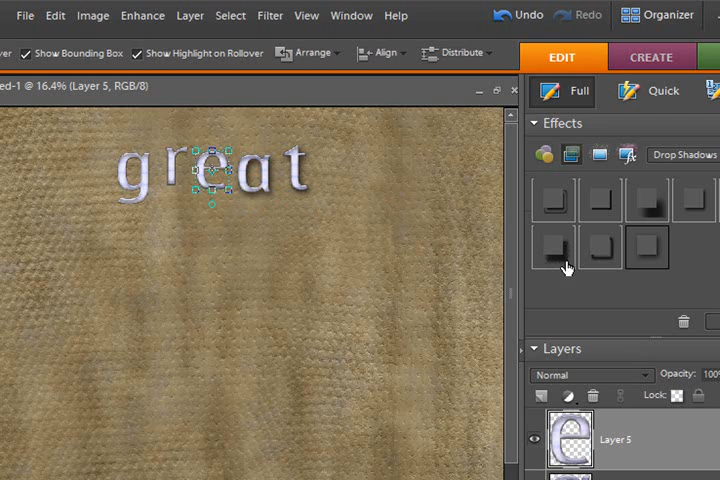 File Edit Image Enhance Layer Select Filter View Window Help Undo Redo Organizer
Show Bounding Box Show Highlight on Rollover Arrange Align Distribute EDIT CREATE
ed-1 @ 16.4% (Layer 5, RGB/8)
Full Quick
Effects
Drop Shadows
great
Layers
Normal Opacity: 100%
Lock:
Layer 5